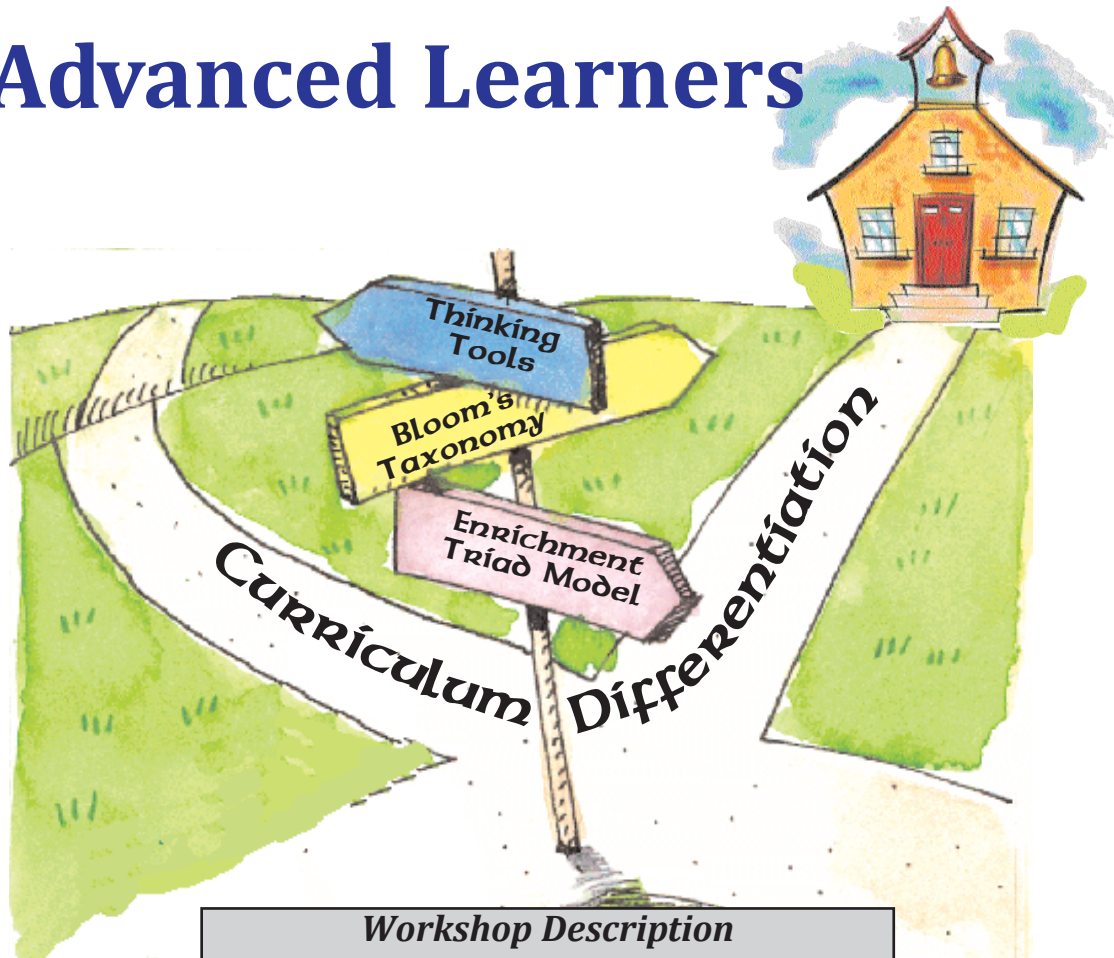 Advanced Learners
Thinking
Tools
Bloom's
Taxonomy
Enrichment
Triad Model
Curriculum
Differentiation
Workshop Description